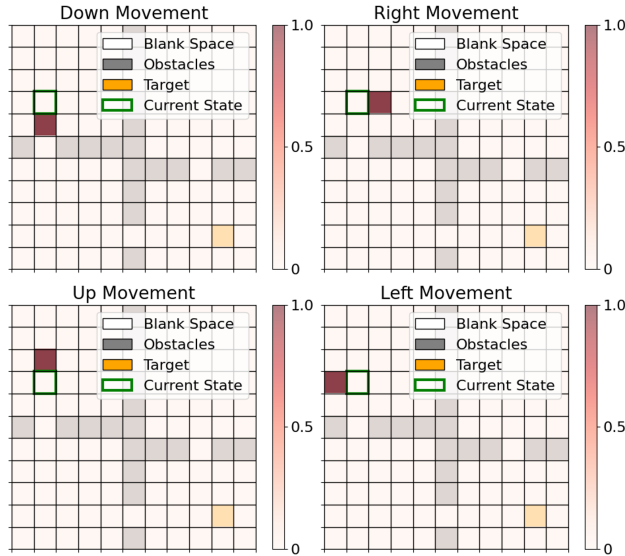 Down Movement
Blank Space
Obstacles
Target
Current State
1.0
0.5
0
Right Movement
Blank Space
Obstacles
Target
Current State
1.0
0.5
0
Up Movement
Blank Space
Obstacles
Target
Current State
1.0
0.5
0
Left Movement
Blank Space
Obstacles
Target
Current State
1.0
0.5
0